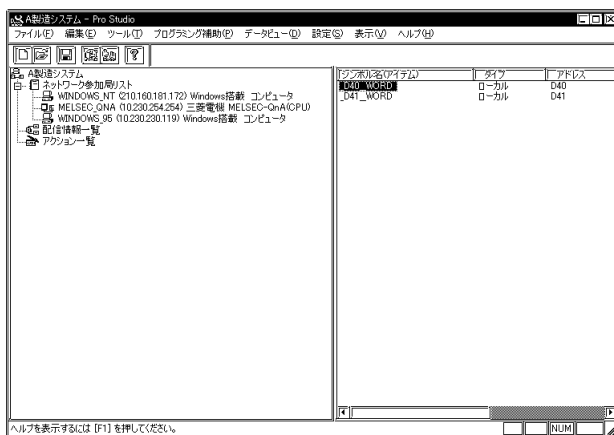 A製造システム - Pro Studio
ファイル(F) 編集(E) ツール(T) プログラミング補助(P) データビュー(D) 設定(S) 表示(V) ヘルプ(H)
A製造システム
ネットワーク参加局リスト
WINDOWS_NT (210.160.181.172) Windows搭載 コンピュータ
MELSEC_QNA (10.230.254.254) 三菱電機 MELSEC-QnA(CPU)
WINDOWS_95 (10.230.230.119) Windows搭載 コンピュータ
配信情報一覧
アクション一覧
シンボル名(アイテム) タイプ アドレス
_D40_WORD ローカル D40
_D41_WORD ローカル D41
ヘルプを表示するには [F1] を押してください。 NUM